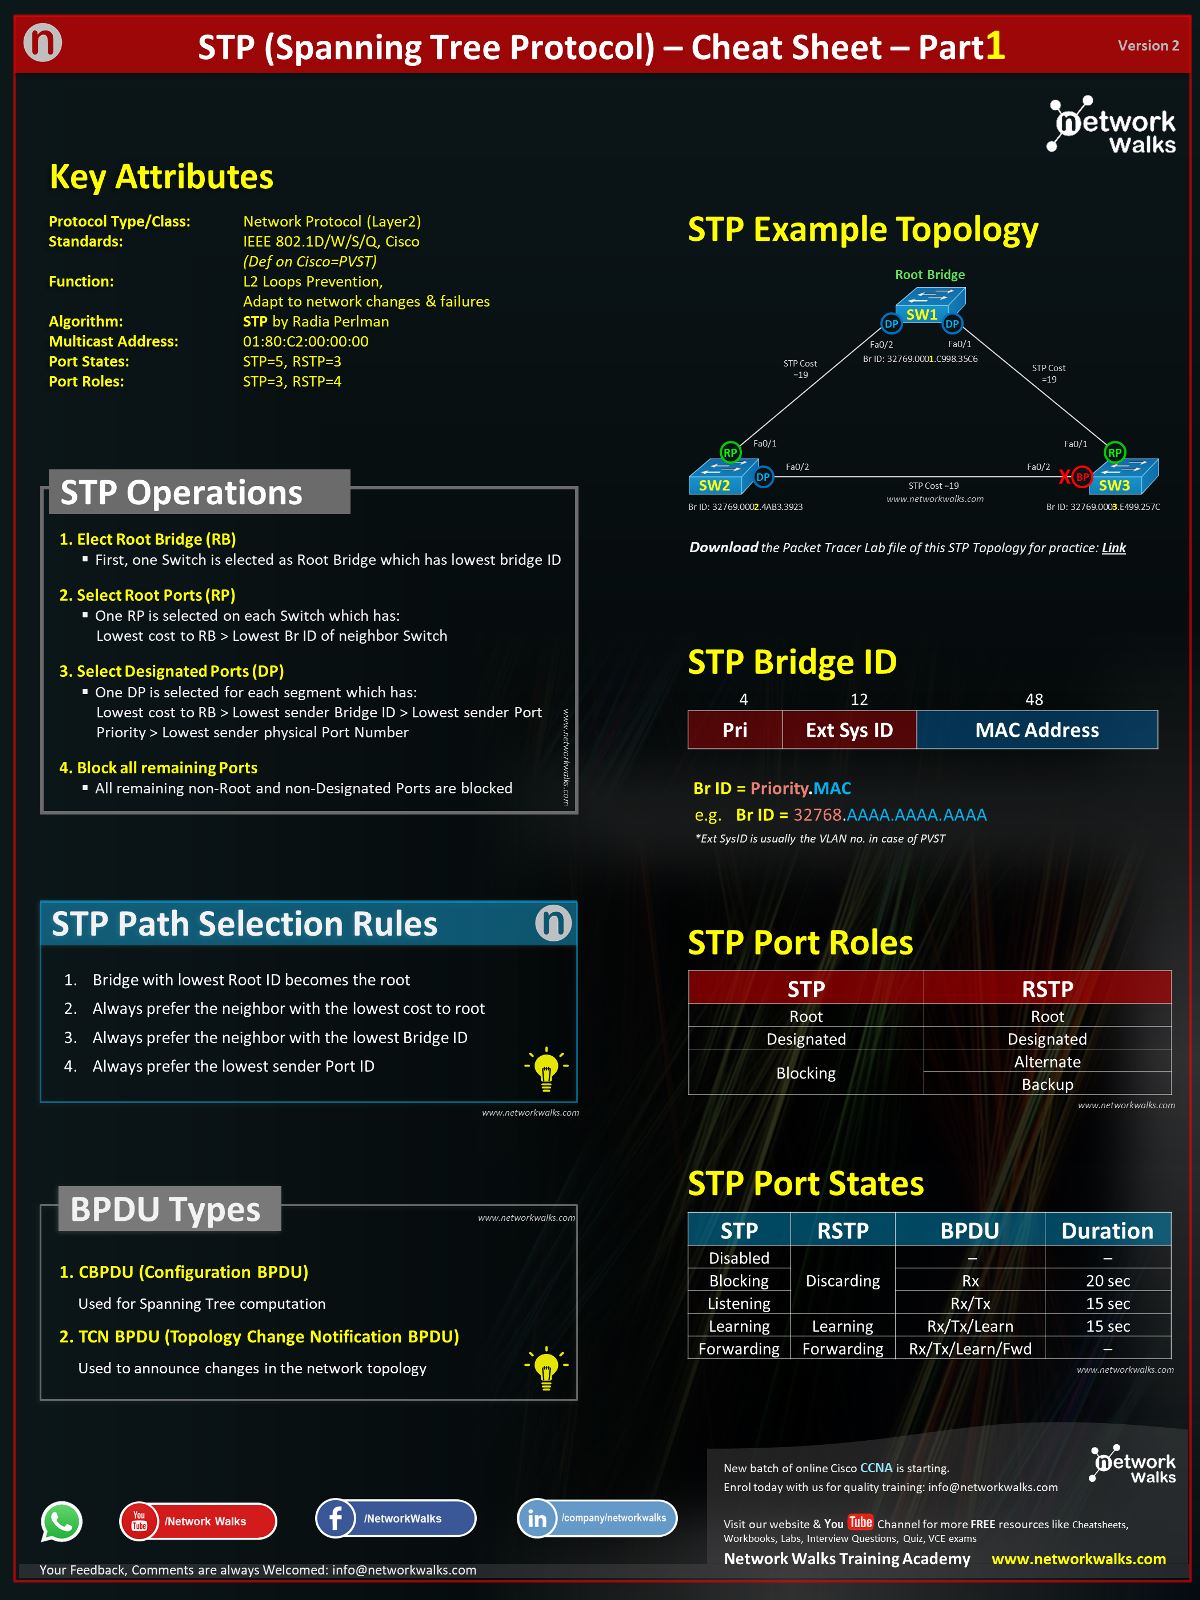 n
STP (Spanning Tree Protocol) – Cheat Sheet – Part1
Version 2
network
Walks
Key Attributes
Protocol Type/Class: Network Protocol (Layer2)
Standards: IEEE 802.1D/W/S/Q, Cisco
(Def on Cisco=PVST)
Function: L2 Loops Prevention,
Adapt to network changes & failures
Algorithm: STP by Radia Perlman
Multicast Address: 01:80:C2:00:00:00
Port States: STP=5, RSTP=3
Port Roles: STP=3, RSTP=4
STP Operations
1. Elect Root Bridge (RB)
▪ First, one Switch is elected as Root Bridge which has lowest bridge ID
2. Select Root Ports (RP)
▪ One RP is selected on each Switch which has:
Lowest cost to RB > Lowest Br ID of neighbor Switch
3. Select Designated Ports (DP)
▪ One DP is selected for each segment which has:
Lowest cost to RB > Lowest sender Bridge ID > Lowest sender Port
Priority > Lowest sender physical Port Number
4. Block all remaining Ports
▪ All remaining non-Root and non-Designated Ports are blocked
www.networkwalks.com
STP Path Selection Rules
n
1. Bridge with lowest Root ID becomes the root
2. Always prefer the neighbor with the lowest cost to root
3. Always prefer the neighbor with the lowest Bridge ID
4. Always prefer the lowest sender Port ID
www.networkwalks.com
BPDU Types
www.networkwalks.com
1. CBPDU (Configuration BPDU)
Used for Spanning Tree computation
2. TCN BPDU (Topology Change Notification BPDU)
Used to announce changes in the network topology
STP Example Topology
Root Bridge
SW1
DP DP
Fa0/2 Fa0/1
Br ID: 32769.0001.C998.35C6
STP Cost
=19
STP Cost
=19
Fa0/1 Fa0/1
RP RP
SW2 DP Fa0/2 Fa0/2 X BP SW3
STP Cost =19
www.networkwalks.com
Br ID: 32769.0002.4AB3.3923 Br ID: 32769.0003.E499.257C
Download the Packet Tracer Lab file of this STP Topology for practice: Link
STP Bridge ID
4 12 48
Pri Ext Sys ID MAC Address
Br ID = Priority.MAC
e.g. Br ID = 32768.AAAA.AAAA.AAAA
*Ext SysID is usually the VLAN no. in case of PVST
STP Port Roles
STP RSTP
Root Root
Designated Designated
Blocking Alternate
Backup
www.networkwalks.com
STP Port States
STP RSTP BPDU Duration
Disabled – –
Blocking Discarding Rx 20 sec
Listening Rx/Tx 15 sec
Learning Learning Rx/Tx/Learn 15 sec
Forwarding Forwarding Rx/Tx/Learn/Fwd –
www.networkwalks.com
New batch of online Cisco CCNA is starting.
Enrol today with us for quality training: info@networkwalks.com
network
Walks
Visit our website & You Tube Channel for more FREE resources like Cheatsheets,
Workbooks, Labs, Interview Questions, Quiz, VCE exams
Network Walks Training Academy www.networkwalks.com
You Tube /Network Walks
f /NetworkWalks
in /company/networkwalks
Your Feedback, Comments are always Welcomed: info@networkwalks.com